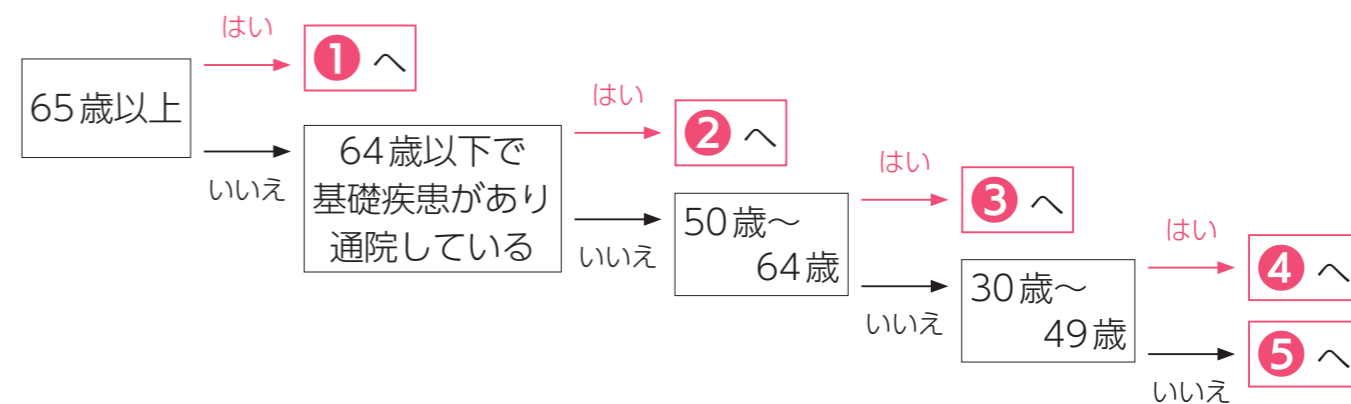 65歳以上
はい
❶ へ
いいえ
64歳以下で
基礎疾患があり
通院している
はい
❷ へ
いいえ
50歳〜
64歳
はい
❸ へ
いいえ
30歳〜
49歳
はい
❹ へ
いいえ
❺ へ